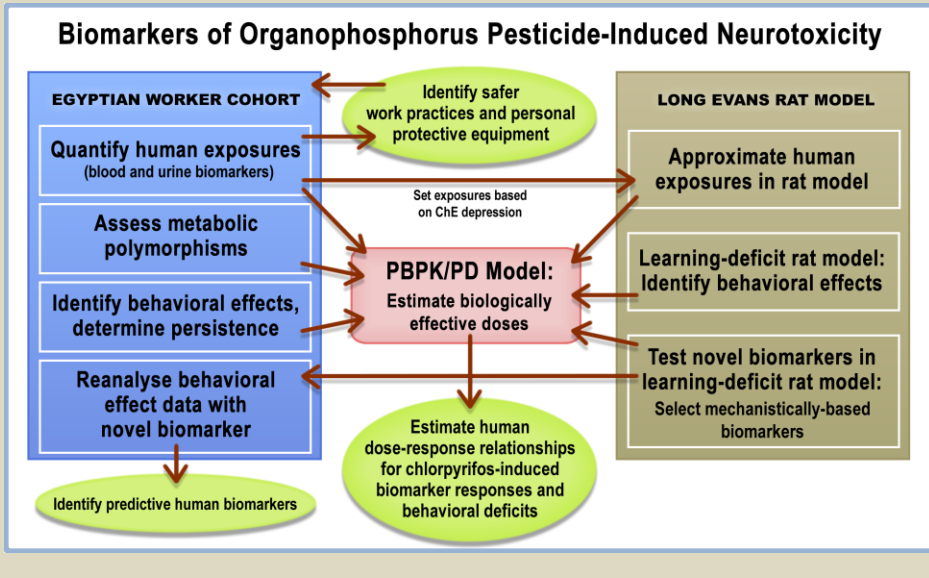 Biomarkers of Organophosphorus Pesticide-Induced Neurotoxicity
EGYPTIAN WORKER COHORT
Quantify human exposures
(blood and urine biomarkers)
Assess metabolic
polymorphisms
Identify behavioral effects,
determine persistence
Reanalyse behavioral
effect data with
novel biomarker
Identify predictive human biomarkers
Identify safer
work practices and personal
protective equipment
Set exposures based
on ChE depression
PBPK/PD Model:
Estimate biologically
effective doses
Estimate human
dose-response relationships
for chlorpyrifos-induced
biomarker responses and
behavioral deficits
LONG EVANS RAT MODEL
Approximate human
exposures in rat model
Learning-deficit rat model:
Identify behavioral effects
Test novel biomarkers in
learning-deficit rat model:
Select mechanistically-based
biomarkers